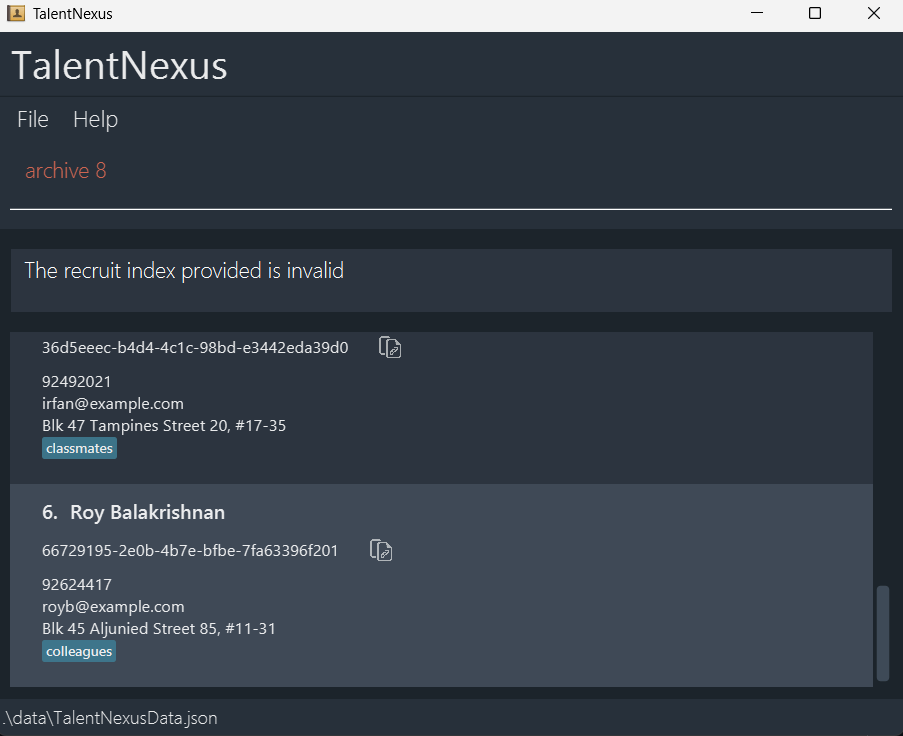 TalentNexus
TalentNexus
File Help
archive 8
The recruit index provided is invalid
36d5eeec-b4d4-4c1c-98bd-e3442eda39d0
92492021
irfan@example.com
Blk 47 Tampines Street 20, #17-35
classmates
6. Roy Balakrishnan
66729195-2e0b-4b7e-bfbe-7fa63396f201
92624417
royb@example.com
Blk 45 Aljunied Street 85, #11-31
colleagues
.\data\TalentNexusData.json